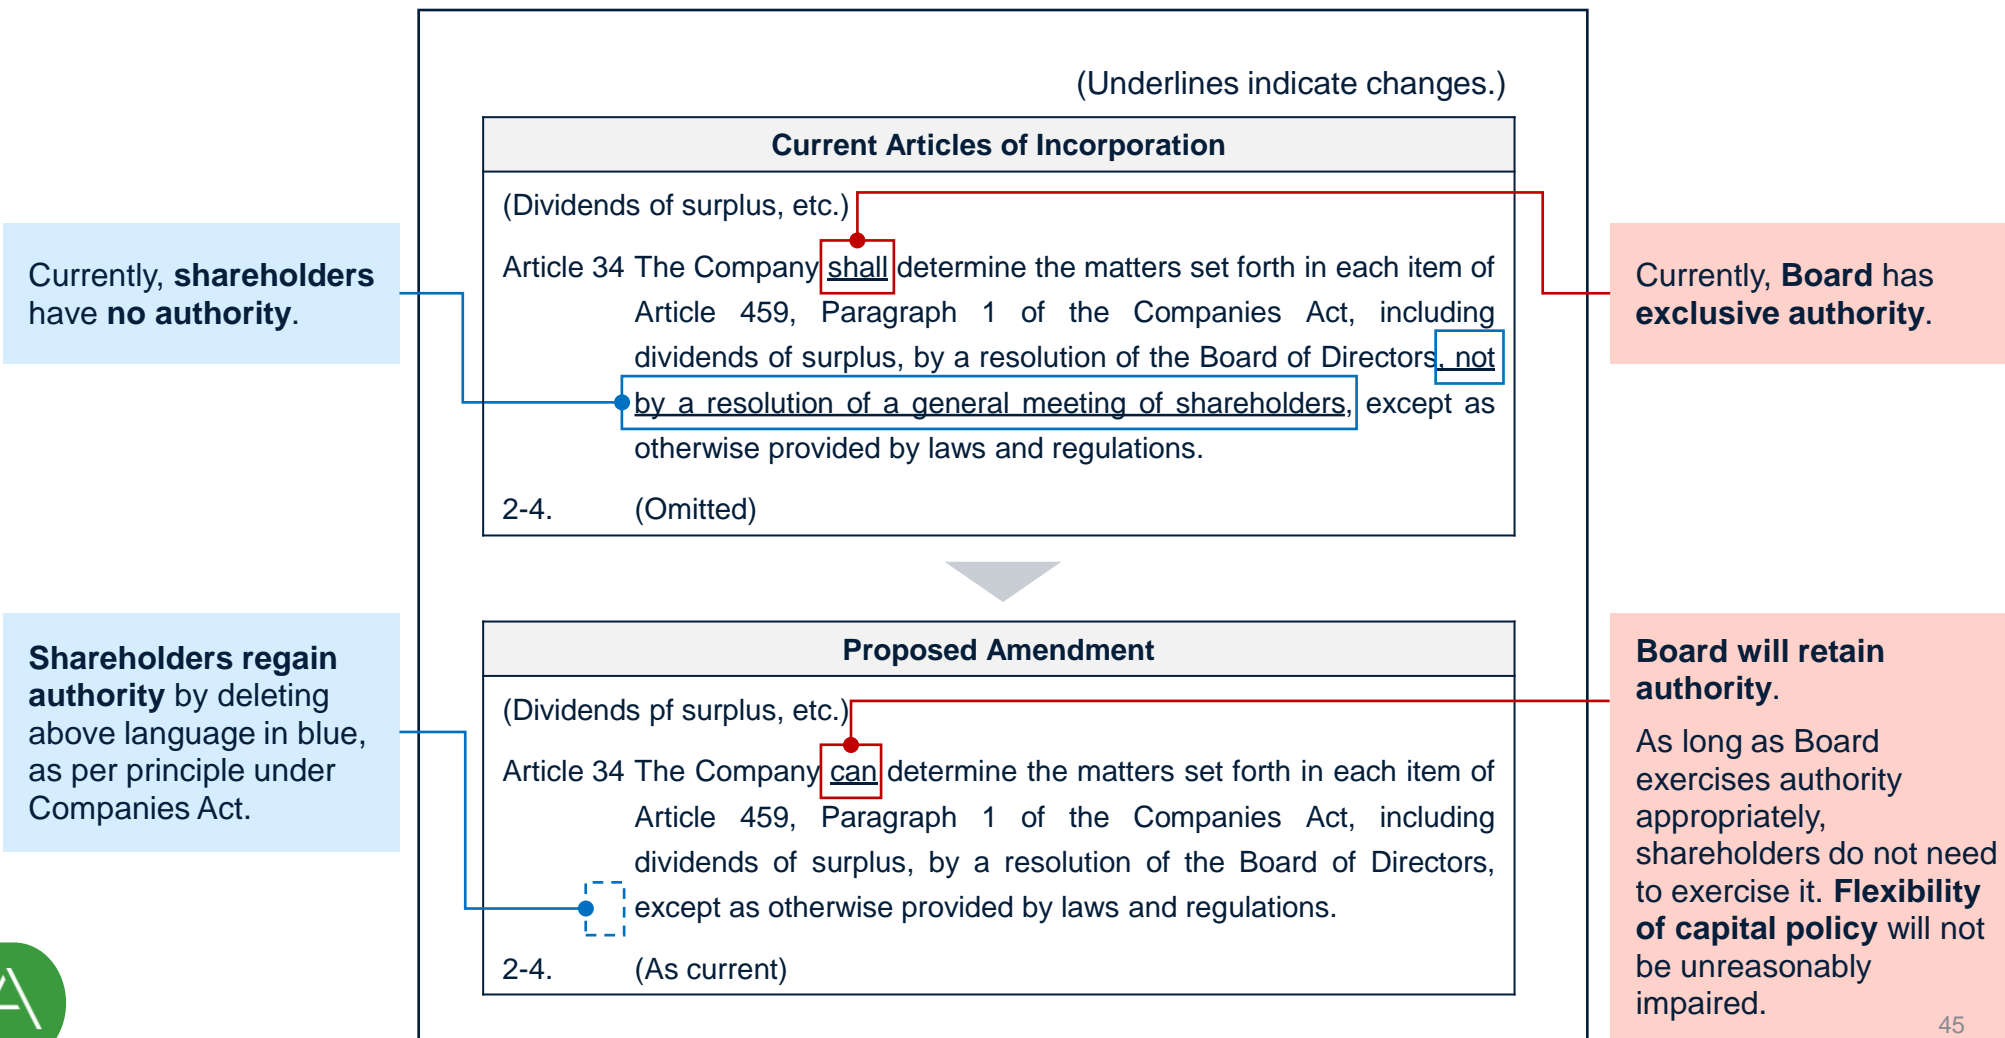 (Underlines indicate changes.)
Current Articles of Incorporation
(Dividends of surplus, etc.)
Article 34 The Company shall determine the matters set forth in each item of
Article 459, Paragraph 1 of the Companies Act, including
dividends of surplus, by a resolution of the Board of Directors, not
by a resolution of a general meeting of shareholders, except as
otherwise provided by laws and regulations.
2-4. (Omitted)
Currently, shareholders
have no authority.
Currently, Board has
exclusive authority.
Proposed Amendment
(Dividends pf surplus, etc.)
Article 34 The Company can determine the matters set forth in each item of
Article 459, Paragraph 1 of the Companies Act, including
dividends of surplus, by a resolution of the Board of Directors,
except as otherwise provided by laws and regulations.
2-4. (As current)
Shareholders regain
authority by deleting
above language in blue,
as per principle under
Companies Act.
Board will retain
authority.
As long as Board
exercises authority
appropriately,
shareholders do not need
to exercise it. Flexibility
of capital policy will not
be unreasonably
impaired.
45